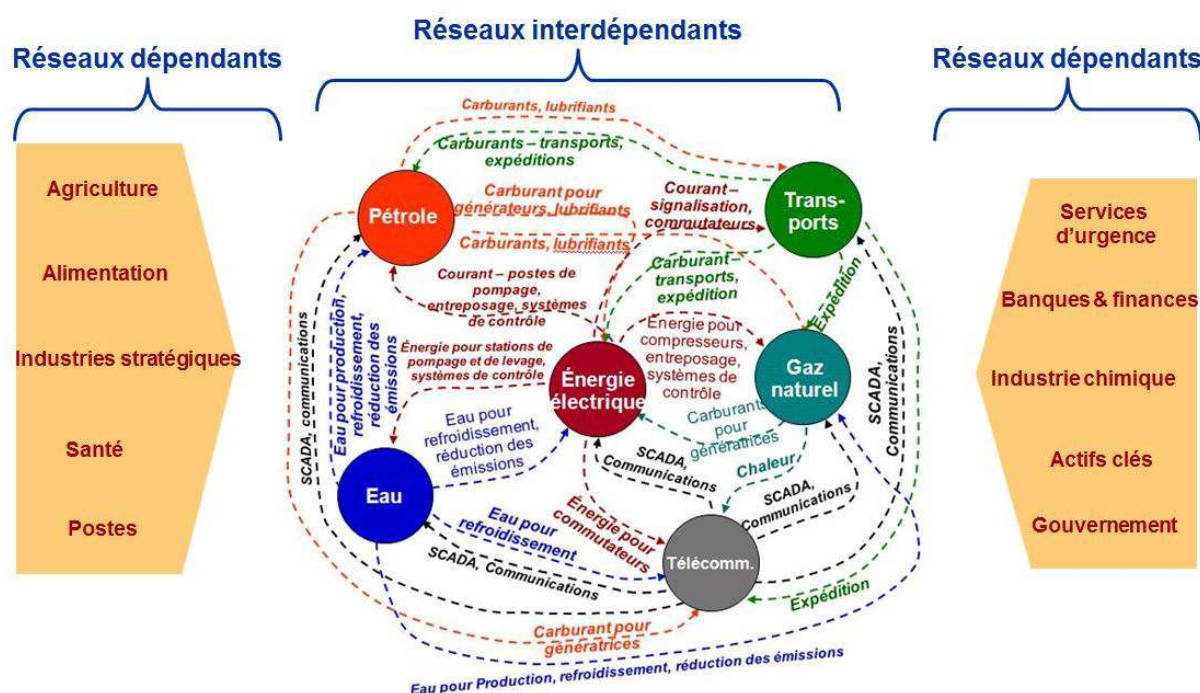 Réseaux interdépendants
Réseaux dépendants
Réseaux dépendants
Agriculture
Alimentation
Industries stratégiques
Santé
Postes
Carburants, lubrifiants
Carburants – transports,
expéditions
Pétrole
Carburant pour
générateurs, lubrifiants
Carburants, lubrifiants
Courant –
signalisation,
commutateurs
Trans-
ports
Courant – postes de
pompage,
entreposage, systèmes
de contrôle
Carburant –
transports,
expédition
Expédition
Énergie pour stations de
pompage et de levage,
systèmes de contrôle
Énergie
électrique
Énergie pour
compresseurs,
entreposage,
systèmes de
contrôle
Gaz
naturel
SCADA, communications
Eau pour production,
refroidissement,
réduction des
émissions
Eau pour
refroidissement,
réduction des
émissions
Carburants
pour
génératrices
SCADA,
Communications
Chaleur
SCADA,
Communications
SCADA,
Communications
Eau
Eau pour
refroidissement
Énergie pour
commutateurs
Télécomm.
SCADA, Communications
Expédition
Carburant pour
génératrices
Eau pour Production, refroidissement, réduction des émissions
Services
d’urgence
Banques & finances
Industrie chimique
Actifs clés
Gouvernement